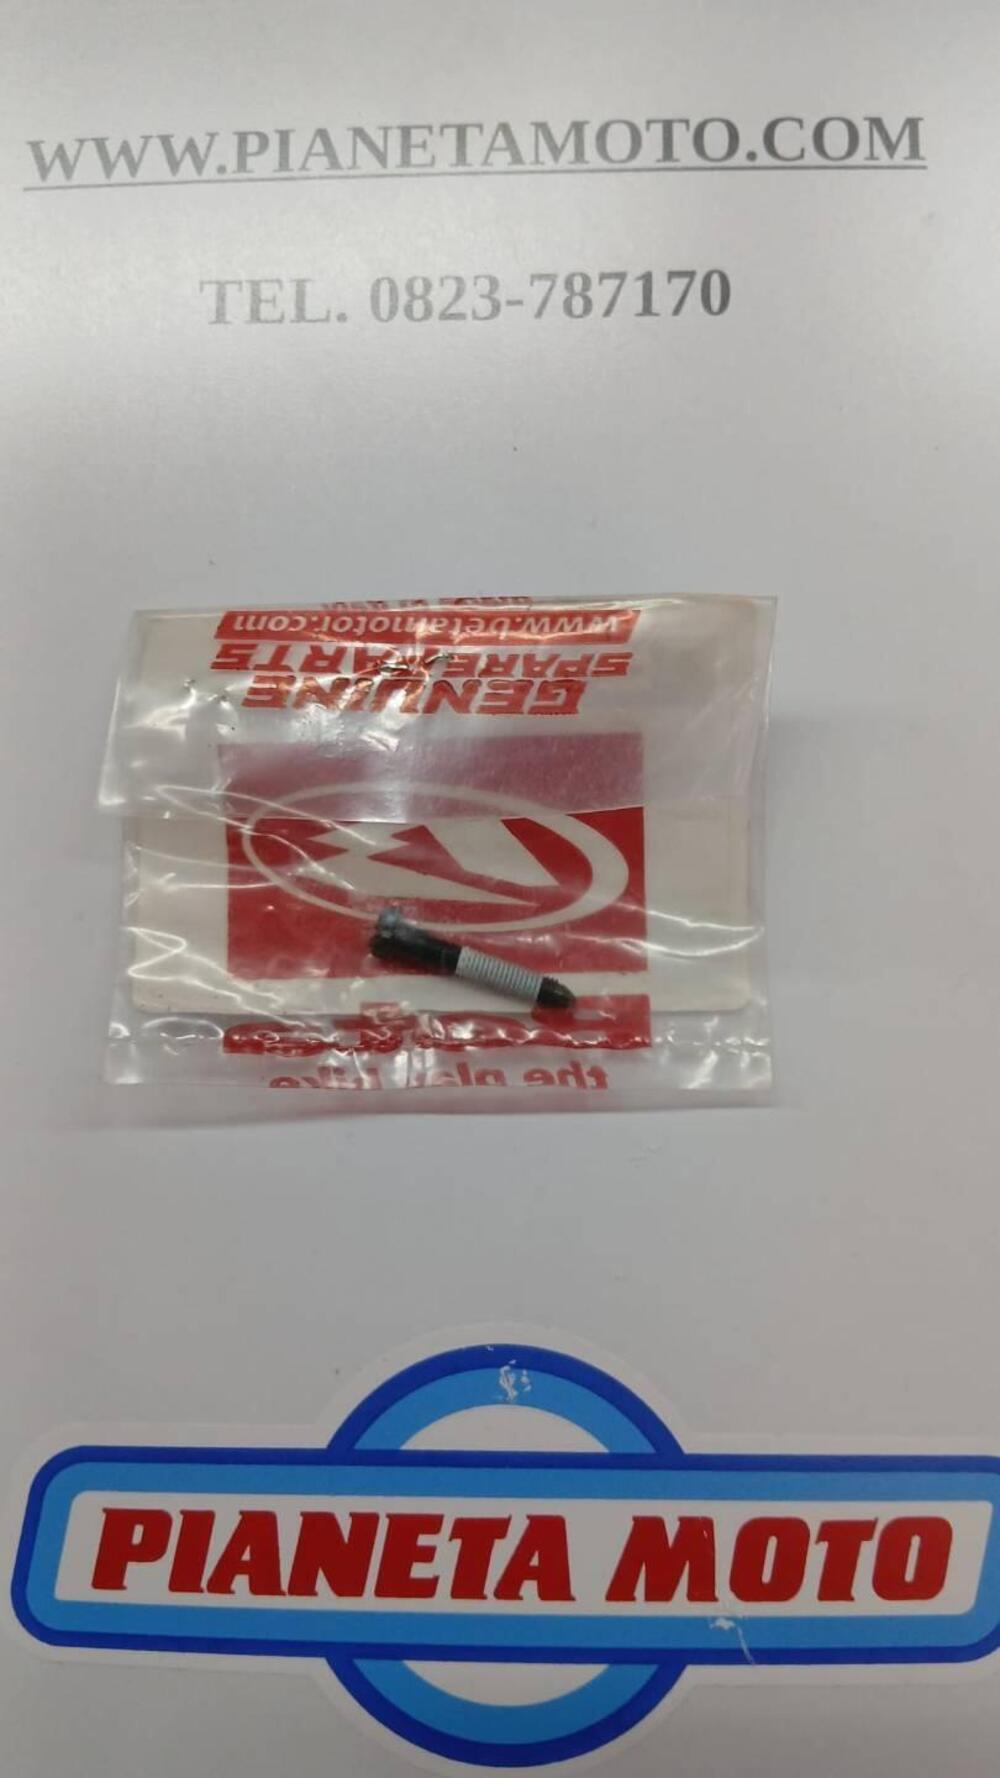 WWW.PIANETAMOTO.COM
TEL. 0823-787170
www.betamotor.com
GENUINE
SPARE PARTS
the play bike
PIANETA MOTO